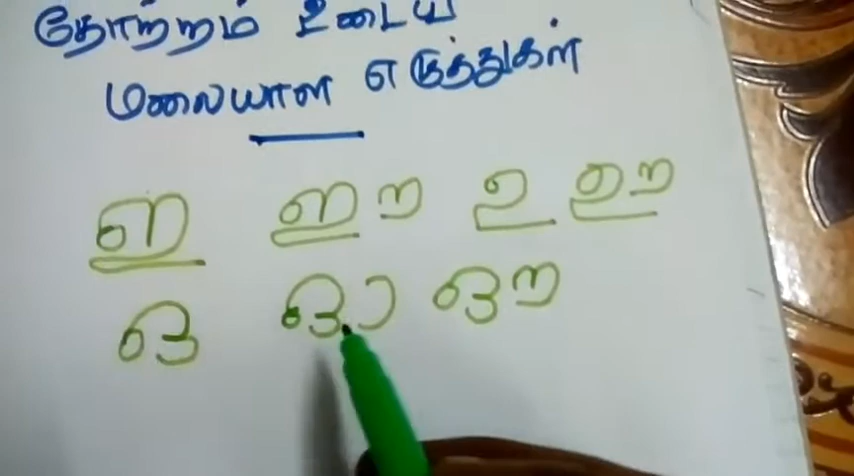 தோற்றம் உடைய
மலையாள எழுத்துகள்
ഇ ഈ ഉ ഊ
ഒ ഓ ഔ